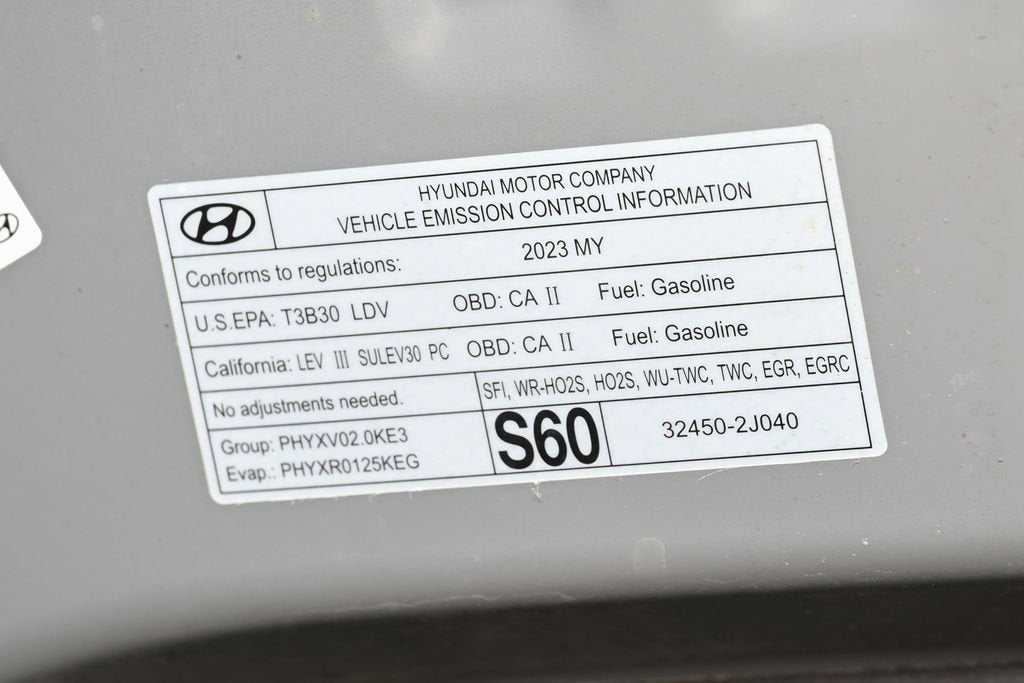 HYUNDAI MOTOR COMPANY
VEHICLE EMISSION CONTROL INFORMATION
Conforms to regulations: 2023 MY
U.S.EPA: T3B30 LDV OBD: CA II Fuel: Gasoline
California: LEV III SULEV30 PC OBD: CA II Fuel: Gasoline
No adjustments needed. SFI, WR-HO2S, HO2S, WU-TWC, TWC, EGR, EGRC
Group: PHYXV02.0KE3
Evap.: PHYXR0125KEG
S60
32450-2J040